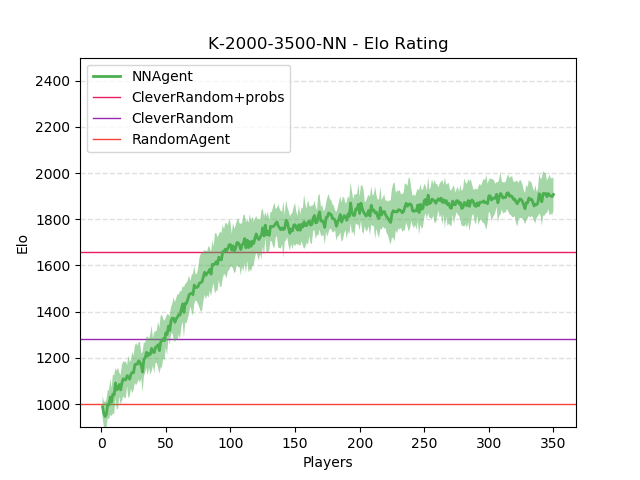 K-2000-3500-NN - Elo Rating
NNAgent
CleverRandom+probs
CleverRandom
RandomAgent
Elo
2400
2200
2000
1800
1600
1400
1200
1000
0 50 100 150 200 250 300 350
Players